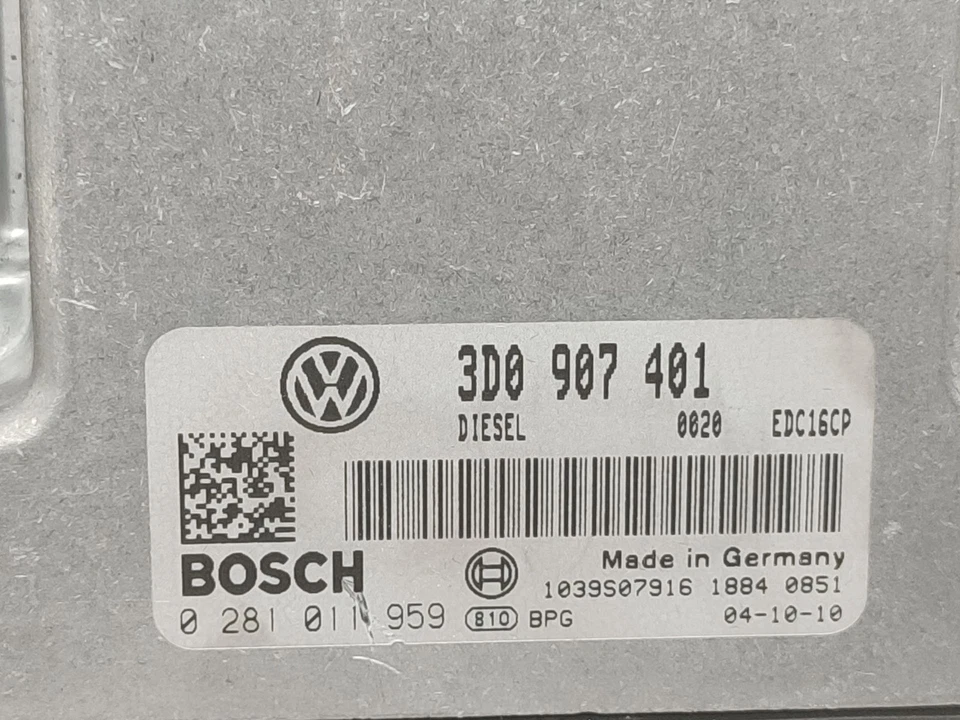 3D0 907 401
DIESEL 0020 EDC16CP
BOSCH
Made in Germany
1039S07916 1884 0851
0 281 011 959 810 BPG 04-10-10